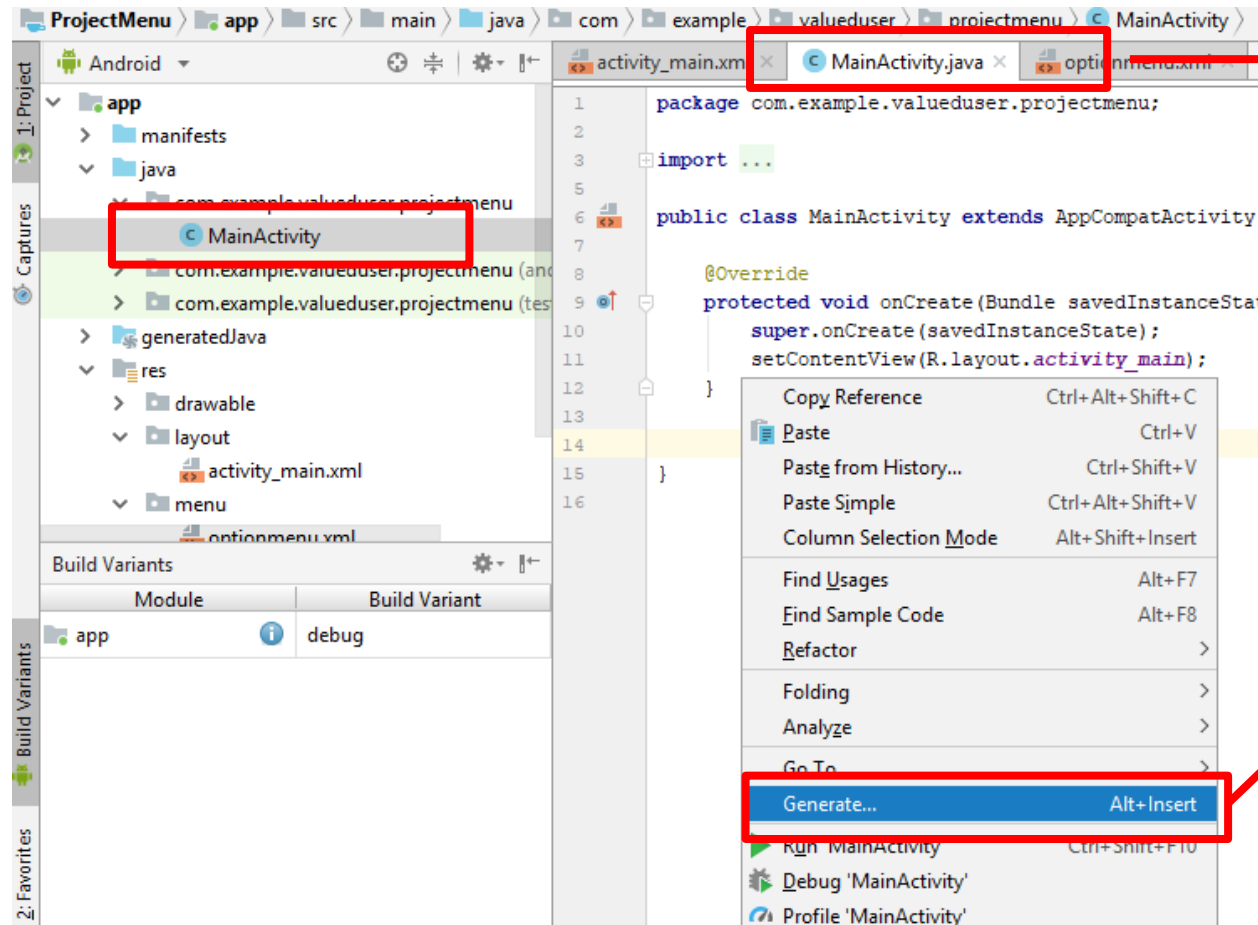 ProjectMenu app src main java com example valueduser projectmenu MainActivity
1: Project
Captures
Build Variants
2: Favorites
Android
app
manifests
java
com.example.valueduser.projectmenu
MainActivity
com.example.valueduser.projectmenu (and
com.example.valueduser.projectmenu (tes
generatedJava
res
drawable
layout
activity_main.xml
menu
optionmenu.xml
Build Variants
Module Build Variant
app debug
activity_main.xm MainActivity.java optionmenu.xml
1 package com.example.valueduser.projectmenu;
2
3 import ...
5
6 public class MainActivity extends AppCompatActivity
7
8 @Override
9 protected void onCreate(Bundle savedInstanceSta
10 super.onCreate(savedInstanceState);
11 setContentView(R.layout.activity_main);
12 }
13
14
15 }
16
Copy Reference Ctrl+Alt+Shift+C
Paste Ctrl+V
Paste from History... Ctrl+Shift+V
Paste Simple Ctrl+Alt+Shift+V
Column Selection Mode Alt+Shift+Insert
Find Usages Alt+F7
Find Sample Code Alt+F8
Refactor
Folding
Analyze
Go To
Generate... Alt+Insert
Run 'MainActivity' Ctrl+Shift+F10
Debug 'MainActivity'
Profile 'MainActivity'